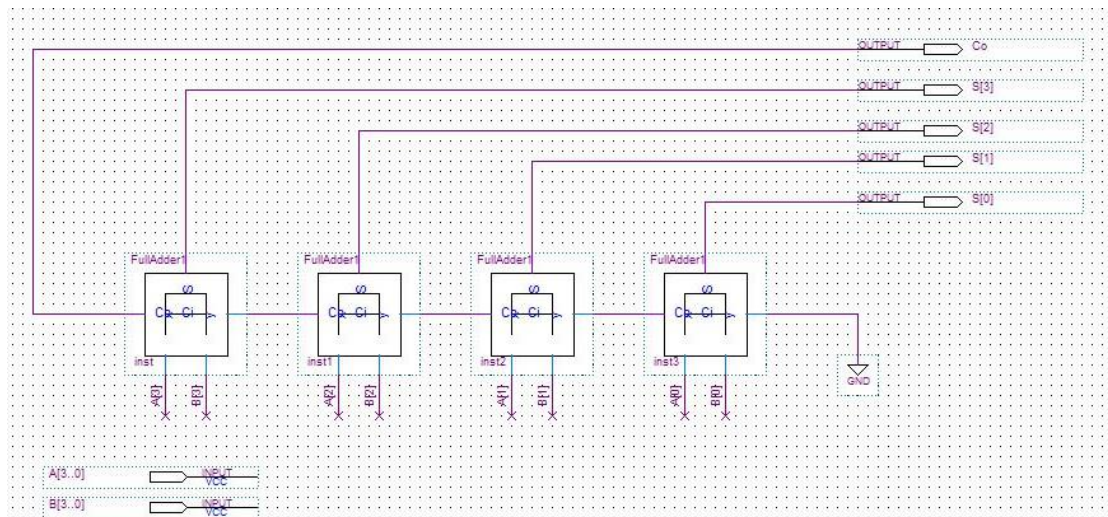 OUTPUT Co
OUTPUT S[3]
OUTPUT S[2]
OUTPUT S[1]
OUTPUT S[0]
FullAdder1 FullAdder1 FullAdder1 FullAdder1
S S S S
Co Ci y Co Ci y Co Ci y Co Ci y
inst inst1 inst2 inst3
GND
A[3] B[3] A[2] B[2] A[1] B[1] A[0] B[0]
A[3..0] INPUT
VCC
B[3..0] INPUT
VCC